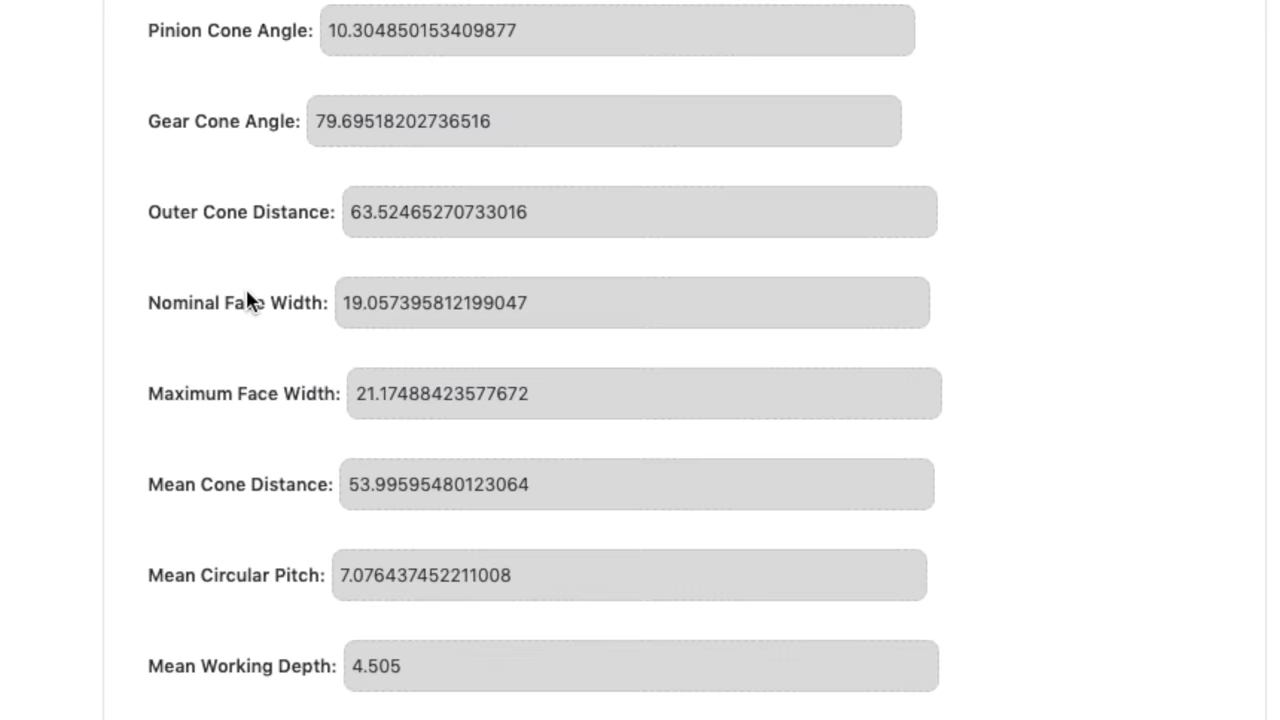 Pinion Cone Angle: 10.304850153409877
Gear Cone Angle: 79.69518202736516
Outer Cone Distance: 63.52465270733016
Nominal Face Width: 19.057395812199047
Maximum Face Width: 21.17488423577672
Mean Cone Distance: 53.99595480123064
Mean Circular Pitch: 7.076437452211008
Mean Working Depth: 4.505